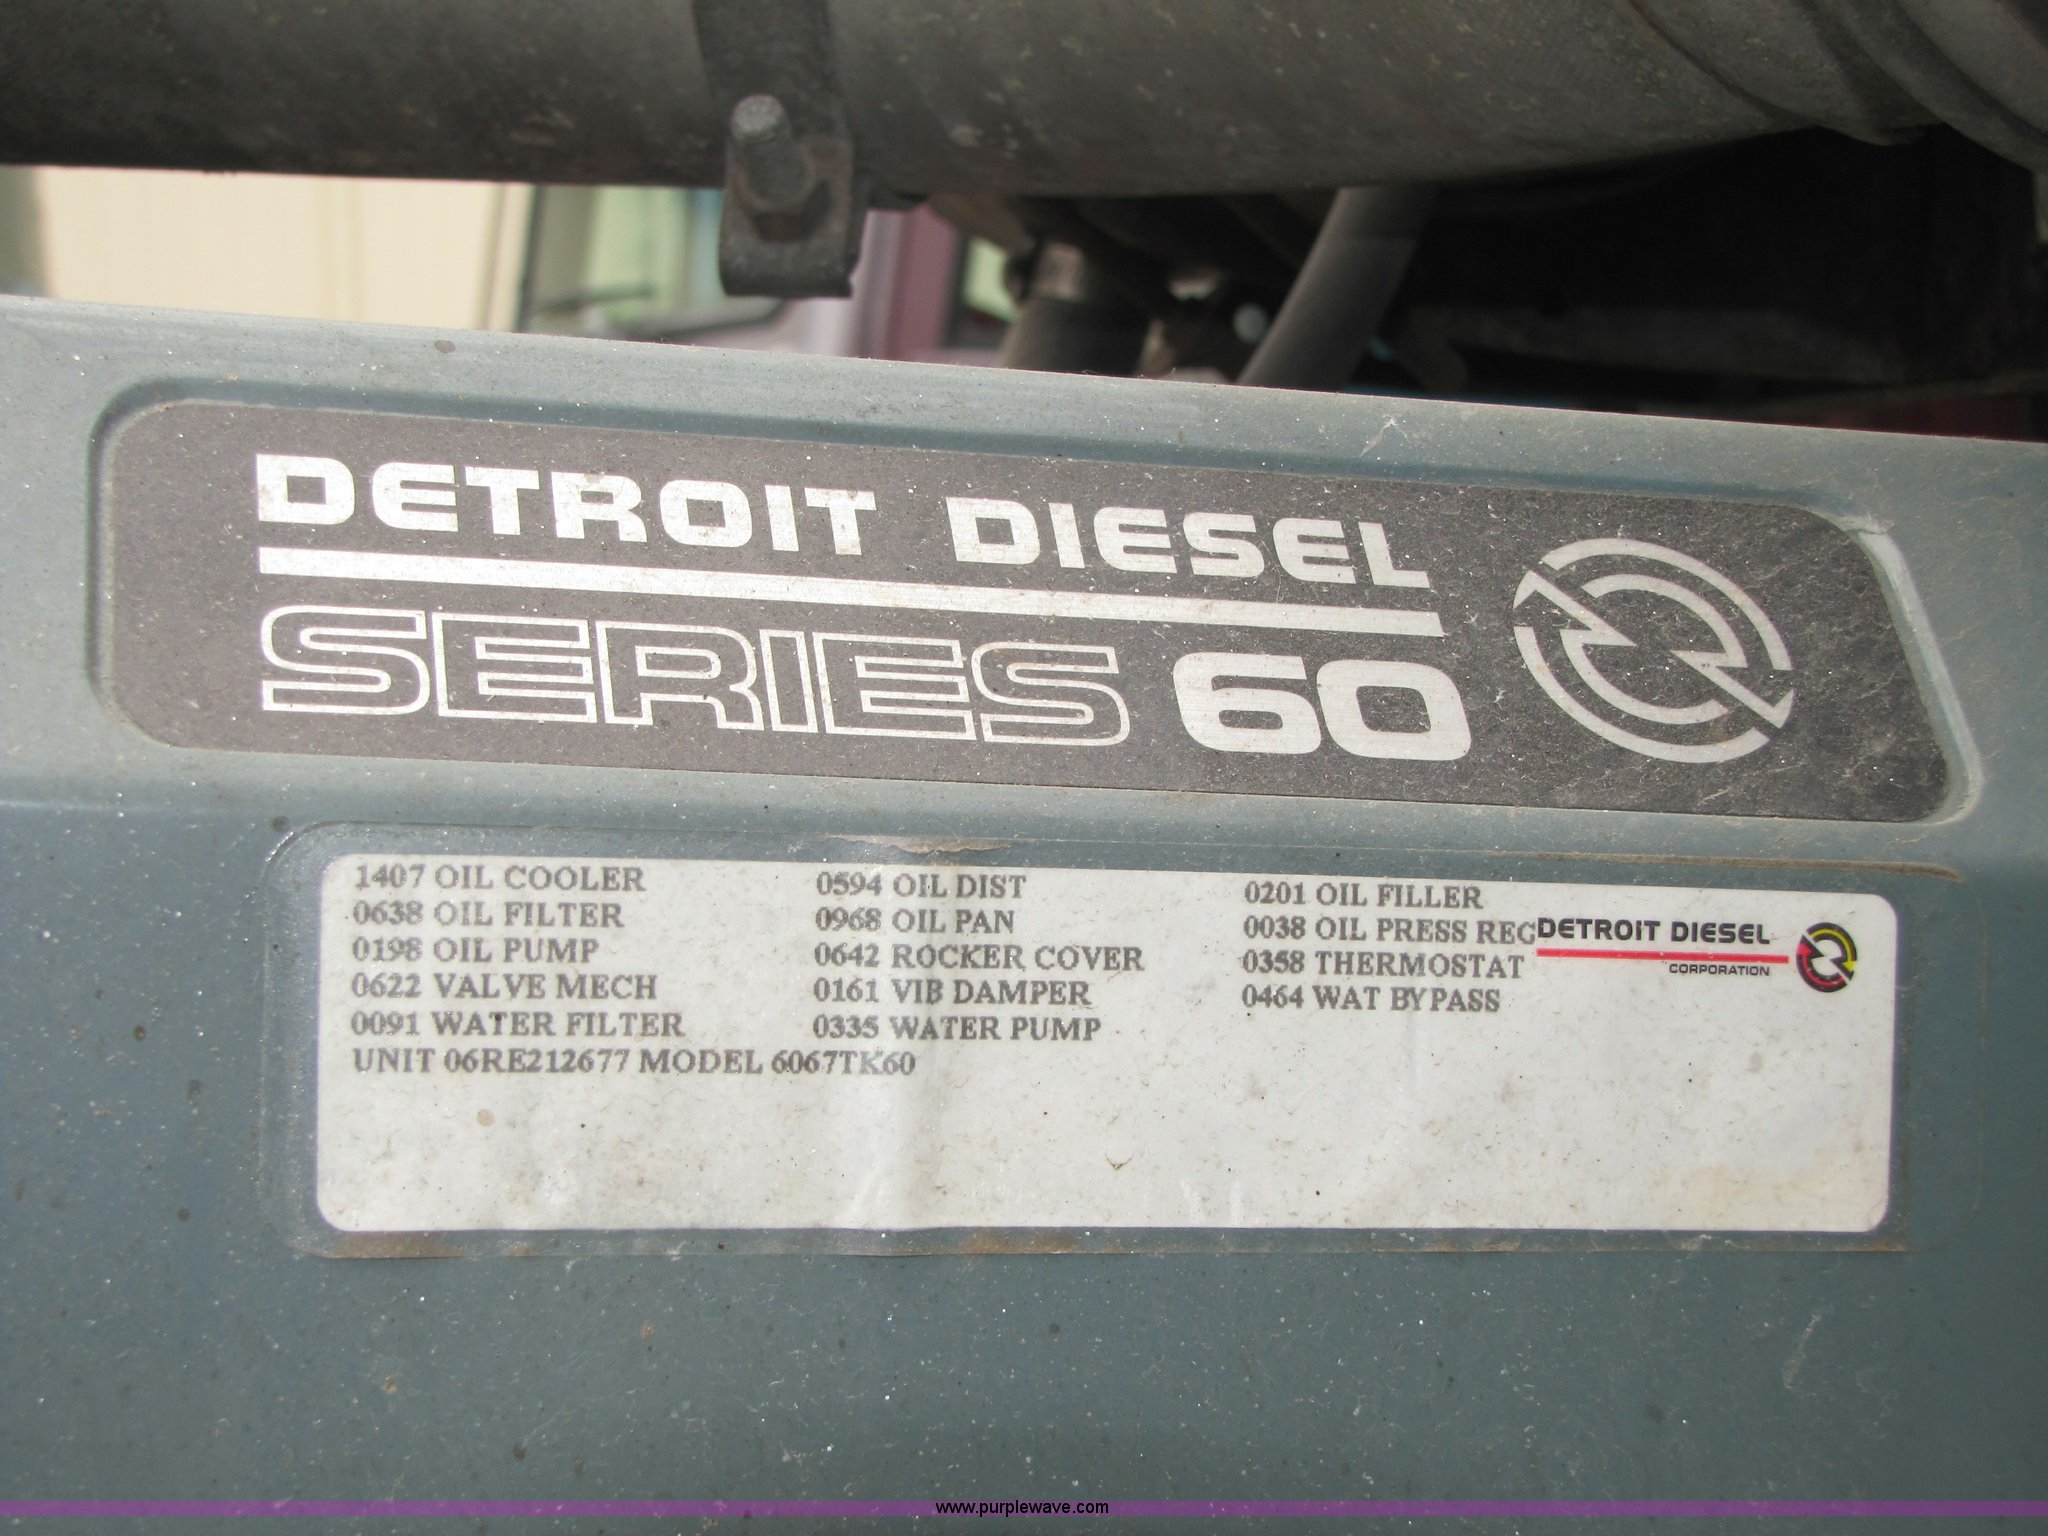 DETROIT DIESEL
SERIES 60
1407 OIL COOLER
0638 OIL FILTER
0198 OIL PUMP
0622 VALVE MECH
0091 WATER FILTER
UNIT 06RE212677 MODEL 6067TK60
0594 OIL DIST
0968 OIL PAN
0642 ROCKER COVER
0161 VIB DAMPER
0335 WATER PUMP
0201 OIL FILLER
0038 OIL PRESS REG
0358 THERMOSTAT
0464 WAT BYPASS
DETROIT DIESEL
CORPORATION
www.purplewave.com